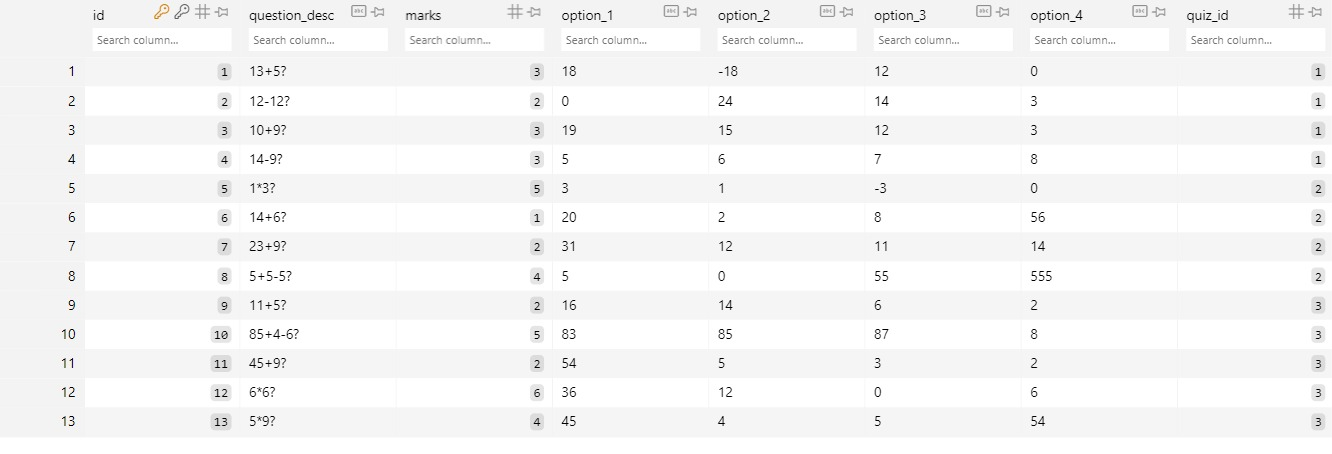 id question_desc marks option_1 option_2 option_3 option_4 quiz_id
Search column... Search column... Search column... Search column... Search column... Search column... Search column... Search column...
1 1 13+5? 3 18 -18 12 0 1
2 2 12-12? 2 0 24 14 3 1
3 3 10+9? 3 19 15 12 3 1
4 4 14-9? 3 5 6 7 8 1
5 5 1*3? 5 3 1 -3 0 2
6 6 14+6? 1 20 2 8 56 2
7 7 23+9? 2 31 12 11 14 2
8 8 5+5-5? 4 5 0 55 555 2
9 9 11+5? 2 16 14 6 2 3
10 10 85+4-6? 5 83 85 87 8 3
11 11 45+9? 2 54 5 3 2 3
12 12 6*6? 6 36 12 0 6 3
13 13 5*9? 4 45 4 5 54 3